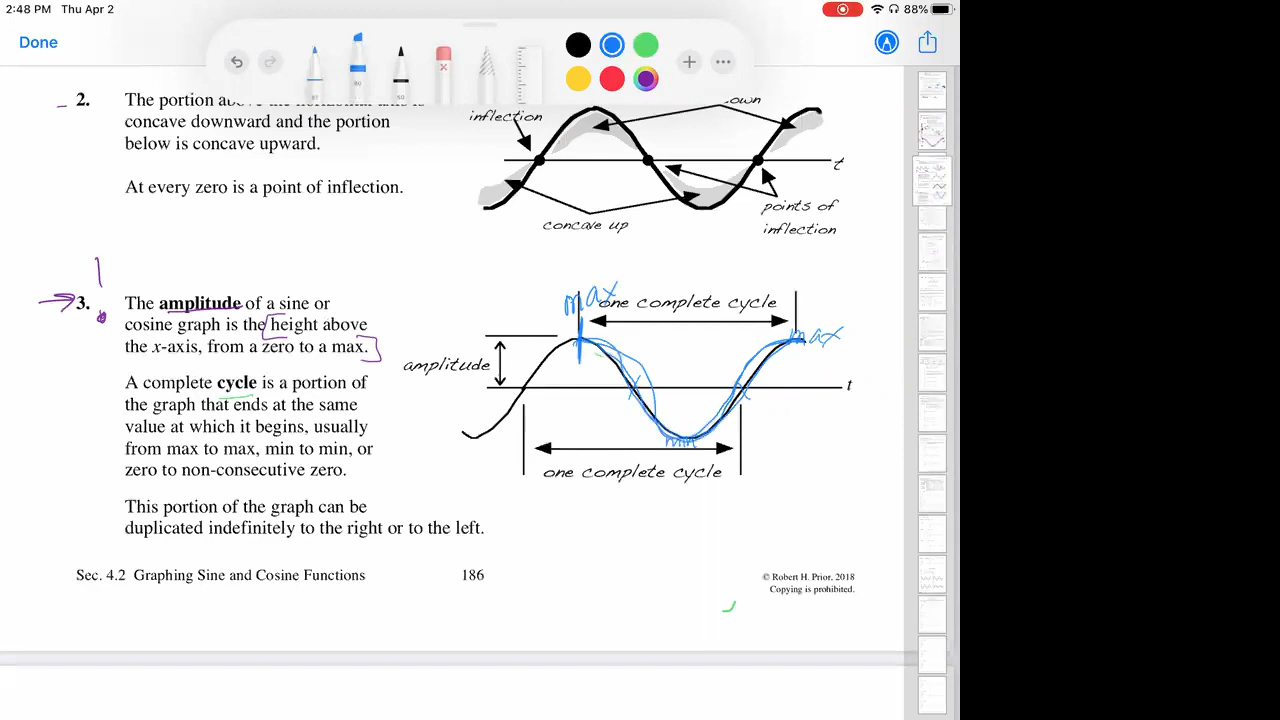 2:48 PM Thu Apr 2
88%
Done
2. The portion
concave downward and the portion
below is concave upward.
At every zero is a point of inflection.
inflection
own
t
concave up
points of
inflection
3. The amplitude of a sine or
cosine graph is the height above
the x-axis, from a zero to a max.
A complete cycle is a portion of
the graph that ends at the same
value at which it begins, usually
from max to max, min to min, or
zero to non-consecutive zero.
This portion of the graph can be
duplicated indefinitely to the right or to the left.
max
one complete cycle
max
amplitude
t
min
one complete cycle
Sec. 4.2 Graphing Sine and Cosine Functions
186
© Robert H. Prior, 2018
Copying is prohibited.